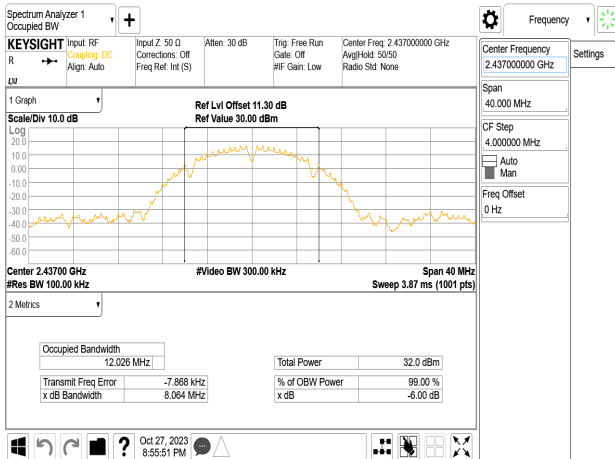 Spectrum Analyzer 1
Occupied BW
Frequency
KEYSIGHT
R
LXI
Input: RF
Coupling: DC
Align: Auto
Input Z: 50 Ω
Corrections: Off
Freq Ref: Int (S)
Atten: 30 dB
Trig: Free Run
Gate: Off
#IF Gain: Low
Center Freq: 2.437000000 GHz
Avg|Hold: 50/50
Radio Std: None
Center Frequency
2.437000000 GHz
Settings
Span
40.000 MHz
CF Step
4.000000 MHz
Auto
Man
Freq Offset
0 Hz
1 Graph
Scale/Div 10.0 dB
Ref Lvl Offset 11.30 dB
Ref Value 30.00 dBm
Log
20.0
10.0
0.00
-10.0
-20.0
-30.0
-40.0
-50.0
-60.0
Center 2.43700 GHz
#Res BW 100.00 kHz
#Video BW 300.00 kHz
Span 40 MHz
Sweep 3.87 ms (1001 pts)
2 Metrics
Occupied Bandwidth
12.026 MHz
Transmit Freq Error -7.868 kHz
x dB Bandwidth 8.064 MHz
Total Power 32.0 dBm
% of OBW Power 99.00 %
x dB -6.00 dB
?
Oct 27, 2023
8:55:51 PM